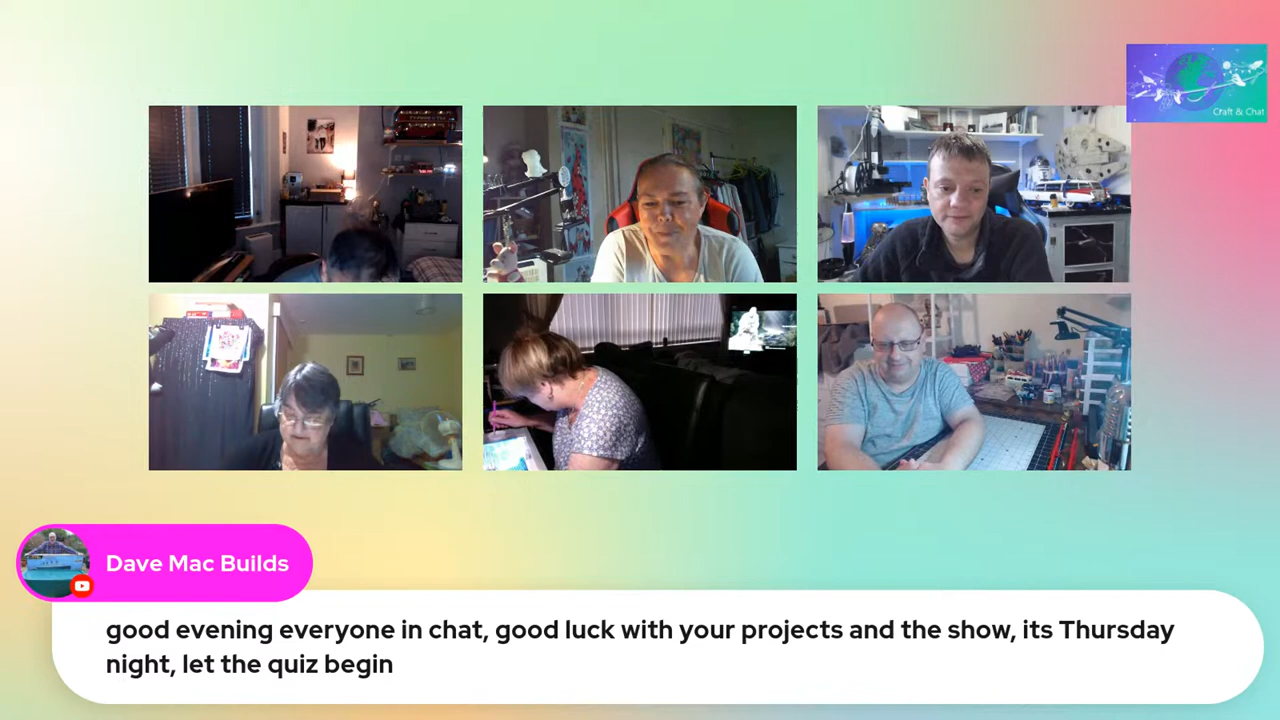 Craft & Chat
Dave Mac Builds
good evening everyone in chat, good luck with your projects and the show, its Thursday
night, let the quiz begin